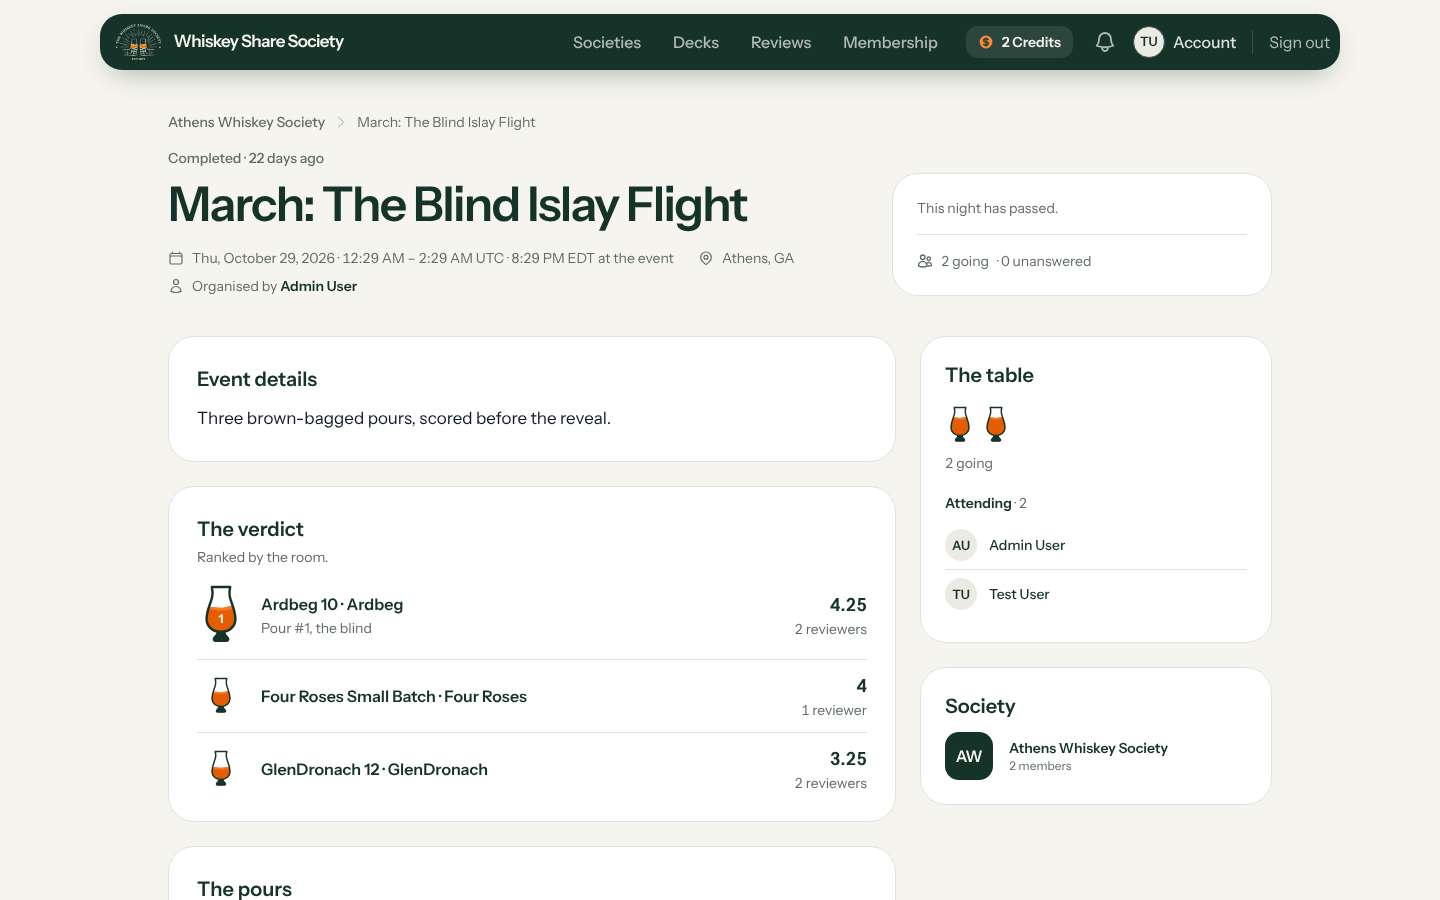 Whiskey Share Society
Societies
Decks
Reviews
Membership
2 Credits
TU
Account
Sign out
Athens Whiskey Society
March: The Blind Islay Flight
Completed · 22 days ago
March: The Blind Islay Flight
Thu, October 29, 2026 · 12:29 AM – 2:29 AM UTC · 8:29 PM EDT at the event
Athens, GA
Organised by Admin User
This night has passed.
2 going · 0 unanswered
Event details
Three brown-bagged pours, scored before the reveal.
The verdict
Ranked by the room.
1
Ardbeg 10 · Ardbeg
4.25
Pour #1, the blind
2 reviewers
Four Roses Small Batch · Four Roses
4
1 reviewer
GlenDronach 12 · GlenDronach
3.25
2 reviewers
The pours
The table
2 going
Attending · 2
AU
Admin User
TU
Test User
Society
AW
Athens Whiskey Society
2 members